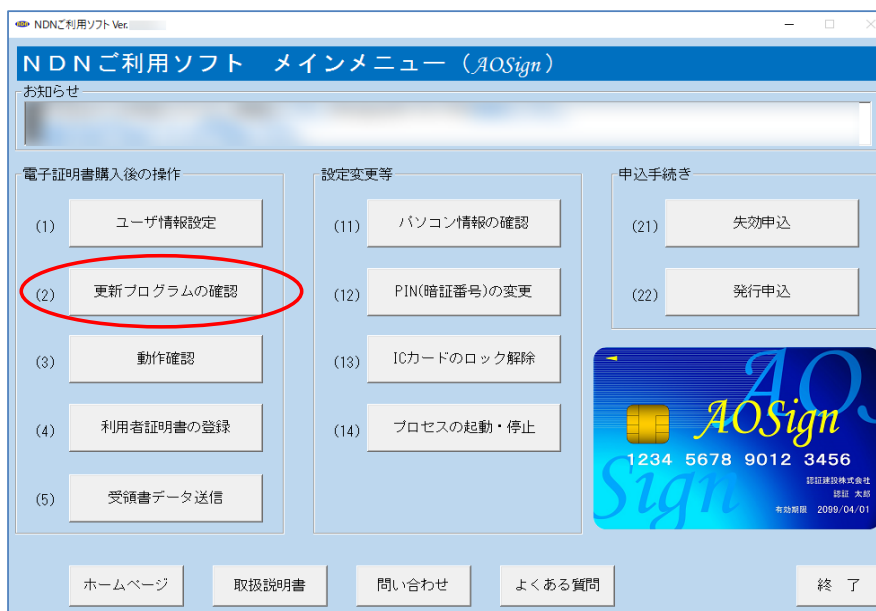 NDNご利用ソフト Ver.
NDNご利用ソフト メインメニュー（AOSign）
お知らせ
電子証明書購入後の操作
(1) ユーザ情報設定
(2) 更新プログラムの確認
(3) 動作確認
(4) 利用者証明書の登録
(5) 受領書データ送信
設定変更等
(11) パソコン情報の確認
(12) PIN(暗証番号)の変更
(13) ICカードのロック解除
(14) プロセスの起動・停止
申込手続き
(21) 失効申込
(22) 発行申込
AOS
AOSign
1234 5678 9012 3456
Sign
認証建設株式会社
認証 太郎
有効期限 2099/04/01
ホームページ
取扱説明書
問い合わせ
よくある質問
終 了